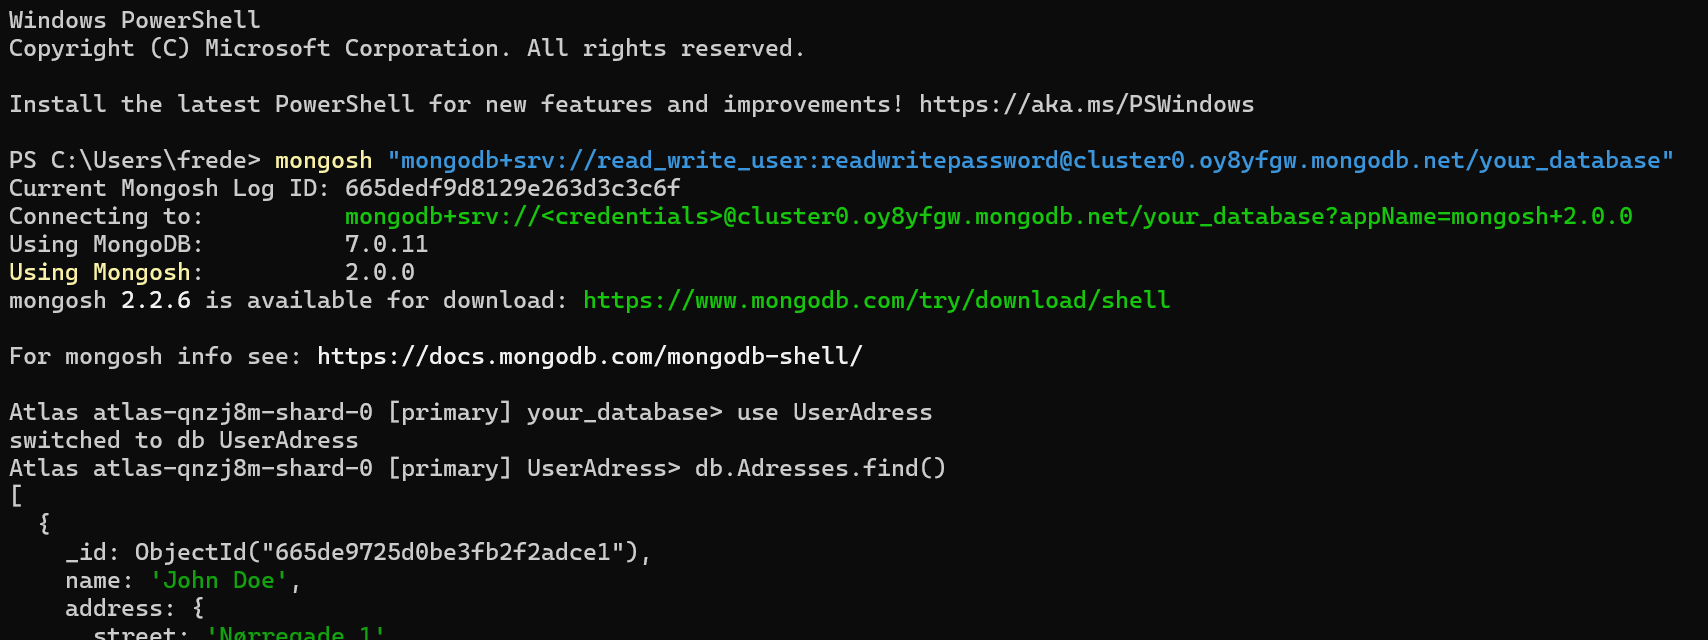 Windows PowerShell
Copyright (C) Microsoft Corporation. All rights reserved.
Install the latest PowerShell for new features and improvements! https://aka.ms/PSWindows
PS C:\Users\frede> mongosh "mongodb+srv://read_write_user:readwritepassword@cluster0.oy8yfgw.mongodb.net/your_database"
Current Mongosh Log ID: 665dedf9d8129e263d3c3c6f
Connecting to:          mongodb+srv://<credentials>@cluster0.oy8yfgw.mongodb.net/your_database?appName=mongosh+2.0.0
Using MongoDB:          7.0.11
Using Mongosh:          2.0.0
mongosh 2.2.6 is available for download: https://www.mongodb.com/try/download/shell
For mongosh info see: https://docs.mongodb.com/mongodb-shell/
Atlas atlas-qnzj8m-shard-0 [primary] your_database> use UserAdress
switched to db UserAdress
Atlas atlas-qnzj8m-shard-0 [primary] UserAdress> db.Adresses.find()
[
  {
    _id: ObjectId("665de9725d0be3fb2f2adce1"),
    name: 'John Doe',
    address: {
      street: 'Nørregade 1'